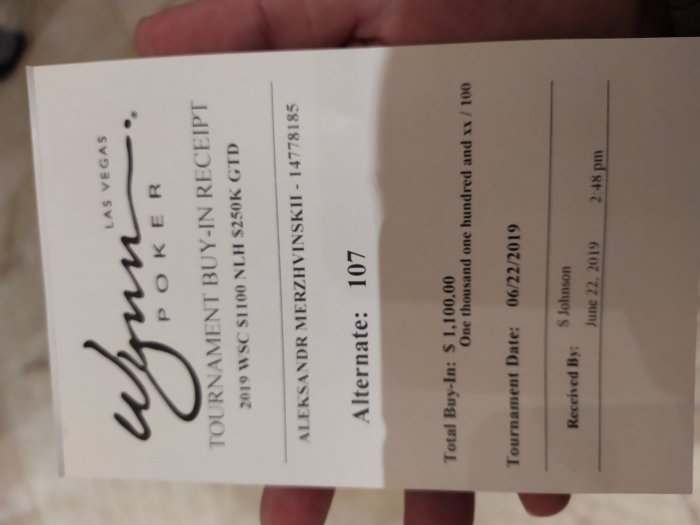 Wynn
LAS VEGAS
POKER
TOURNAMENT BUY-IN RECEIPT
2019 WSC $1100 NLH $250K GTD
ALEKSANDR MERZHVINSKII - 14778185
Alternate: 107
Total Buy-In: $ 1,100.00
One thousand one hundred and xx / 100
Tournament Date: 06/22/2019
Received By: S Johnson
June 22, 2019 2:48 pm